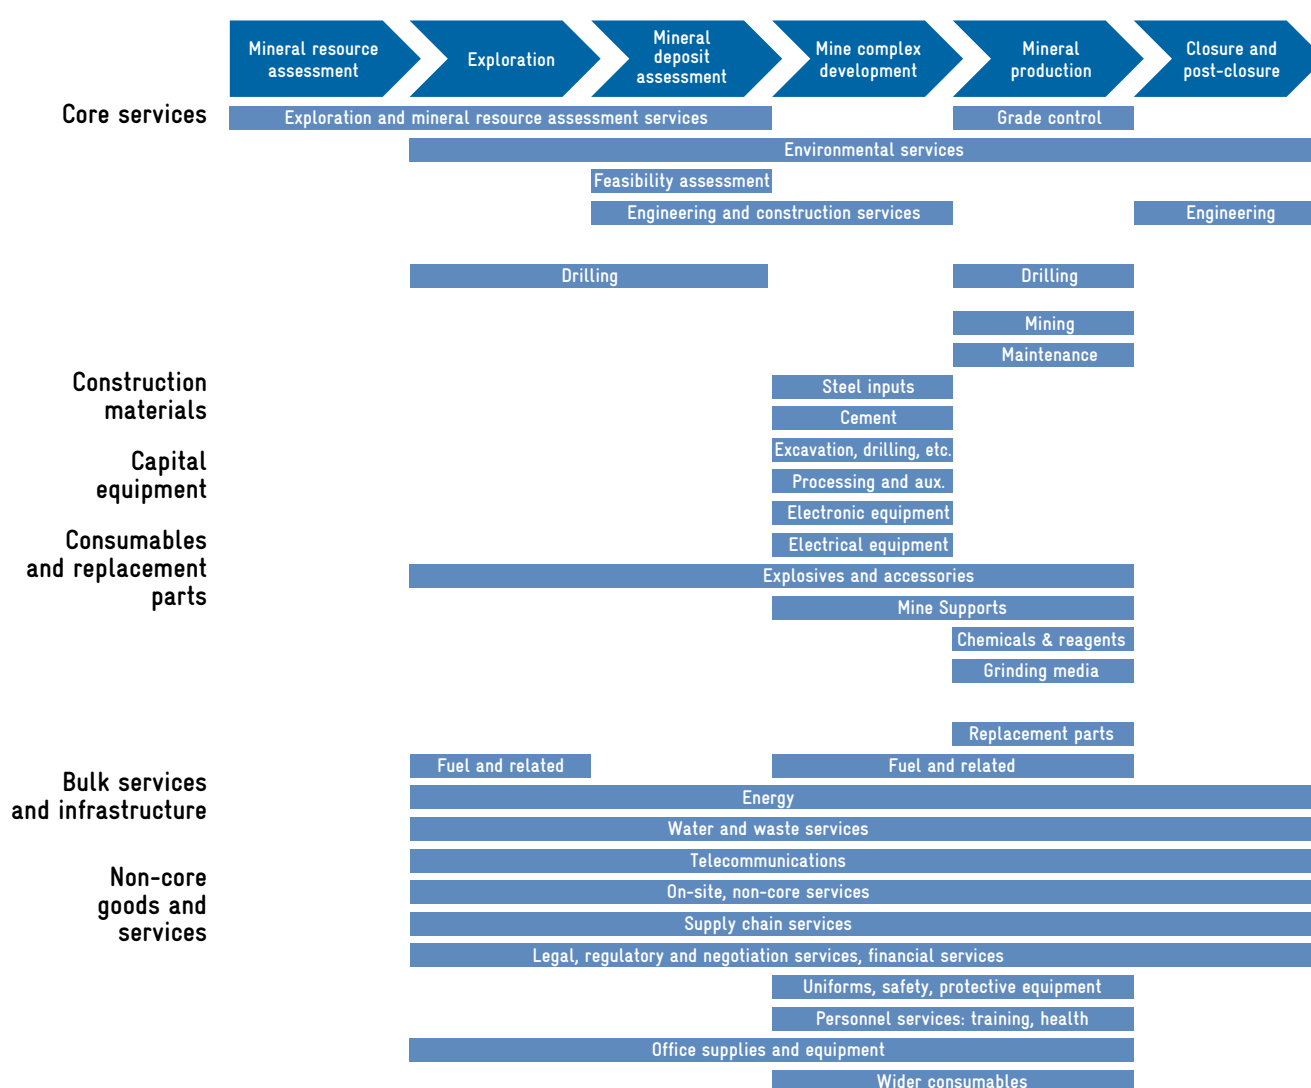 Mineral resource
assessment
Exploration
Mineral
deposit
assessment
Mine complex
development
Mineral
production
Closure and
post-closure
Core services
Exploration and mineral resource assessment services
Grade control
Environmental services
Feasibility assessment
Engineering and construction services
Engineering
Drilling
Drilling
Mining
Maintenance
Construction
materials
Steel inputs
Cement
Capital
equipment
Excavation, drilling, etc.
Processing and aux.
Electronic equipment
Electrical equipment
Consumables
and replacement
parts
Explosives and accessories
Mine Supports
Chemicals & reagents
Grinding media
Replacement parts
Bulk services
and infrastructure
Fuel and related
Fuel and related
Energy
Water and waste services
Telecommunications
Non-core
goods and
services
On-site, non-core services
Supply chain services
Legal, regulatory and negotiation services, financial services
Uniforms, safety, protective equipment
Personnel services: training, health
Office supplies and equipment
Wider consumables